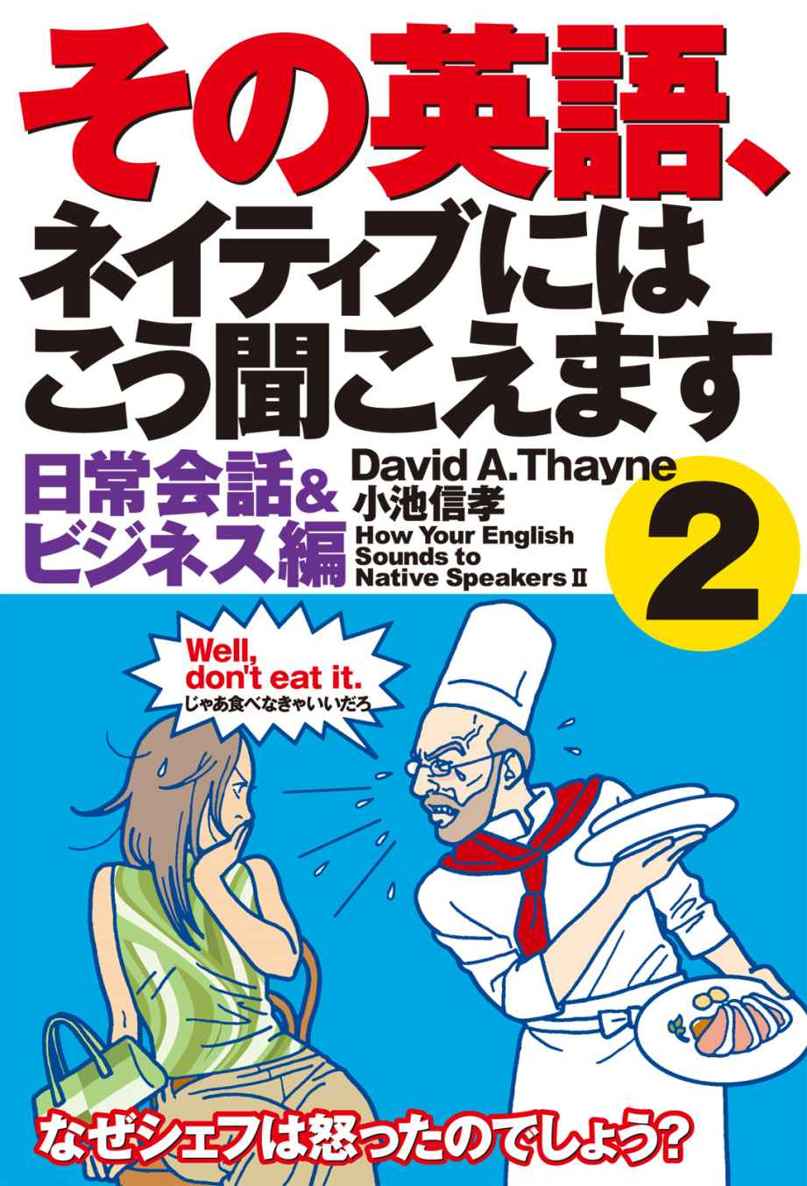 その英語、
ネイティブには
こう聞こえます
2
日常会話&
ビジネス編
David A.Thayne
小池信孝
How Your English
Sounds to
Native SpeakersⅡ
Well,
don't eat it.
じゃあ食べなきゃいいだろ
なぜシェフは怒ったのでしょう?